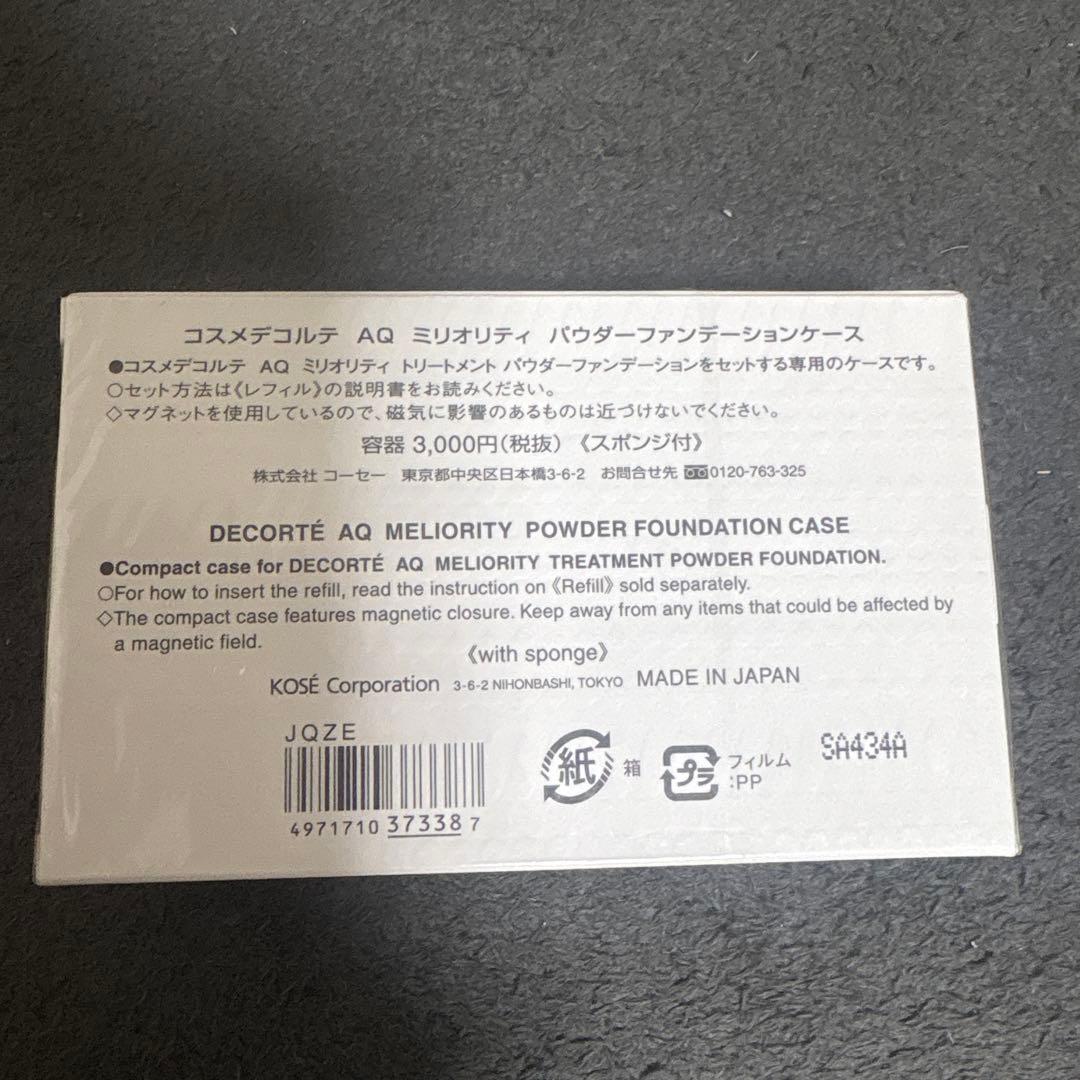 コスメデコルテ AQ ミリオリティ パウダーファンデーションケース
●コスメデコルテ AQ ミリオリティ トリートメント パウダーファンデーションをセットする専用のケースです。
○セット方法は《レフィル》の説明書をお読みください。
◇マグネットを使用しているので、磁気に影響のあるものは近づけないでください。
容器 3,000円(税抜)《スポンジ付》
株式会社 コーセー 東京都中央区日本橋3-6-2 お問合せ先 0120-763-325
DECORTÉ AQ MELIORITY POWDER FOUNDATION CASE
●Compact case for DECORTÉ AQ MELIORITY TREATMENT POWDER FOUNDATION.
○For how to insert the refill, read the instruction on《Refill》sold separately.
◇The compact case features magnetic closure. Keep away from any items that could be affected by
a magnetic field.
《with sponge》
KOSÉ Corporation 3-6-2 NIHONBASHI, TOKYO MADE IN JAPAN
JQZE
4971710 37338 7
紙 箱
プラ フィルム
:PP
SA434A